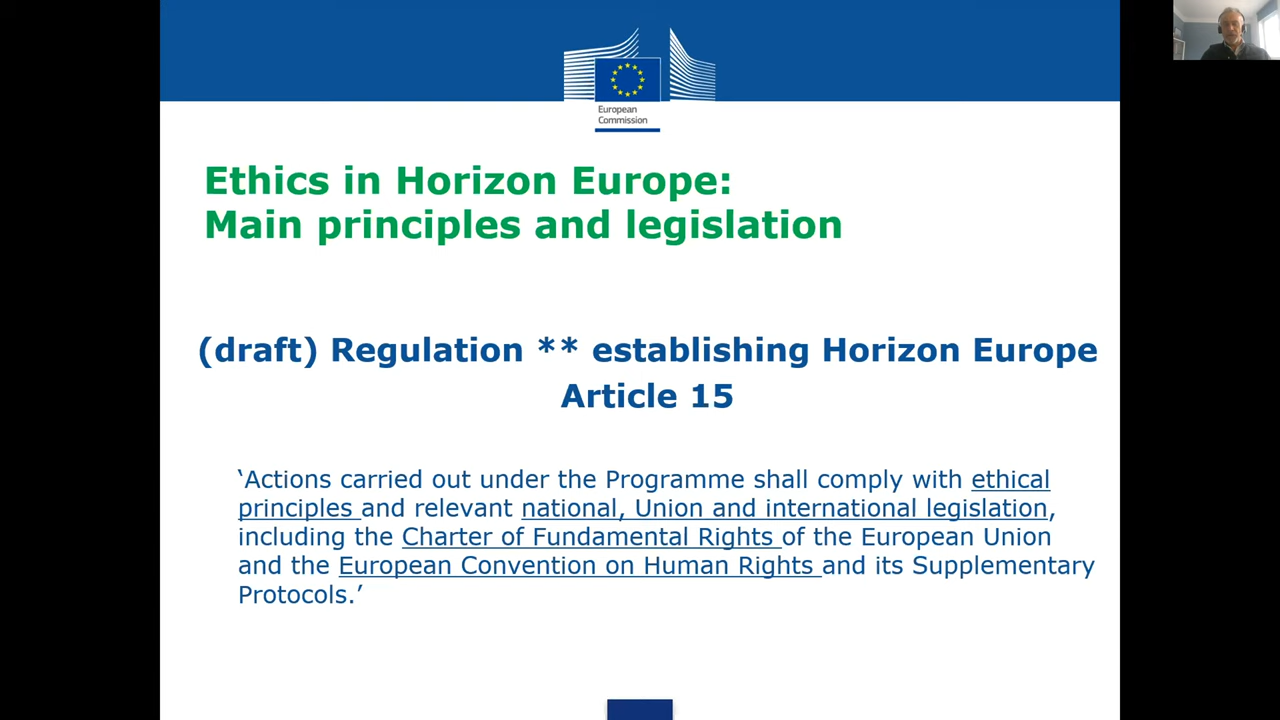 European
Commission
Ethics in Horizon Europe:
Main principles and legislation
(draft) Regulation ** establishing Horizon Europe
Article 15
‘Actions carried out under the Programme shall comply with ethical
principles and relevant national, Union and international legislation,
including the Charter of Fundamental Rights of the European Union
and the European Convention on Human Rights and its Supplementary
Protocols.’